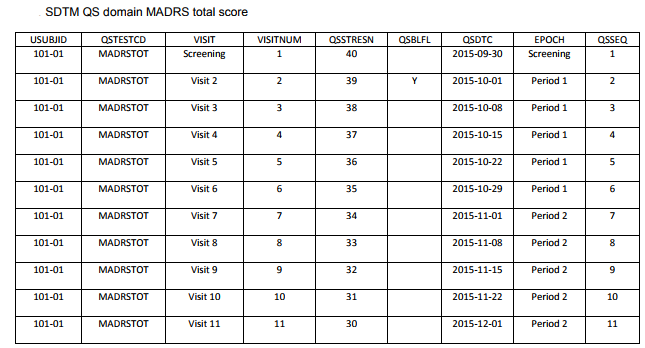 SDTM QS domain MADRS total score
USUBJID QSTESTCD VISIT VISITNUM QSSTRESN QSBLFL QSDTC EPOCH QSSEQ
101-01 MADRSTOT Screening 1 40 2015-09-30 Screening 1
101-01 MADRSTOT Visit 2 2 39 Y 2015-10-01 Period 1 2
101-01 MADRSTOT Visit 3 3 38 2015-10-08 Period 1 3
101-01 MADRSTOT Visit 4 4 37 2015-10-15 Period 1 4
101-01 MADRSTOT Visit 5 5 36 2015-10-22 Period 1 5
101-01 MADRSTOT Visit 6 6 35 2015-10-29 Period 1 6
101-01 MADRSTOT Visit 7 7 34 2015-11-01 Period 2 7
101-01 MADRSTOT Visit 8 8 33 2015-11-08 Period 2 8
101-01 MADRSTOT Visit 9 9 32 2015-11-15 Period 2 9
101-01 MADRSTOT Visit 10 10 31 2015-11-22 Period 2 10
101-01 MADRSTOT Visit 11 11 30 2015-12-01 Period 2 11